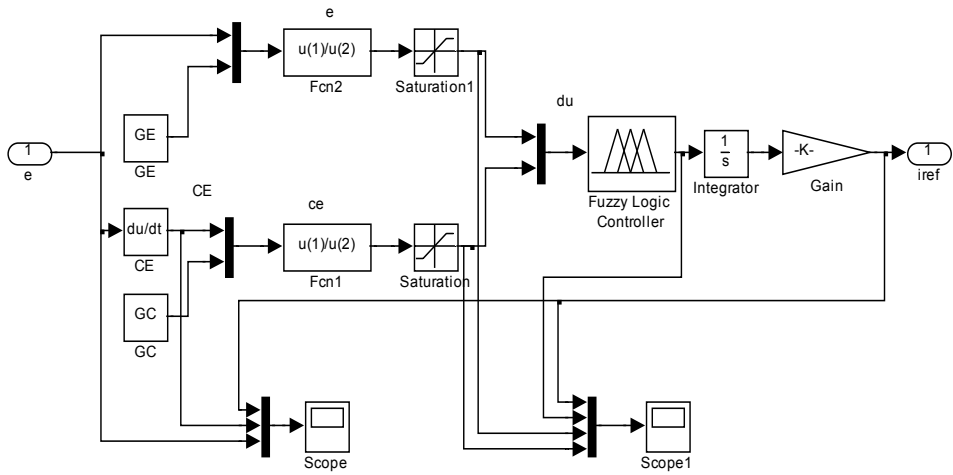 e
u(1)/u(2)
Fcn2
Saturation1
GE
GE
1
e
du
Fuzzy Logic
Controller
1
s
Integrator
-K-
Gain
1
iref
CE
du/dt
CE
ce
u(1)/u(2)
Fcn1
Saturation
GC
GC
Scope
Scope1